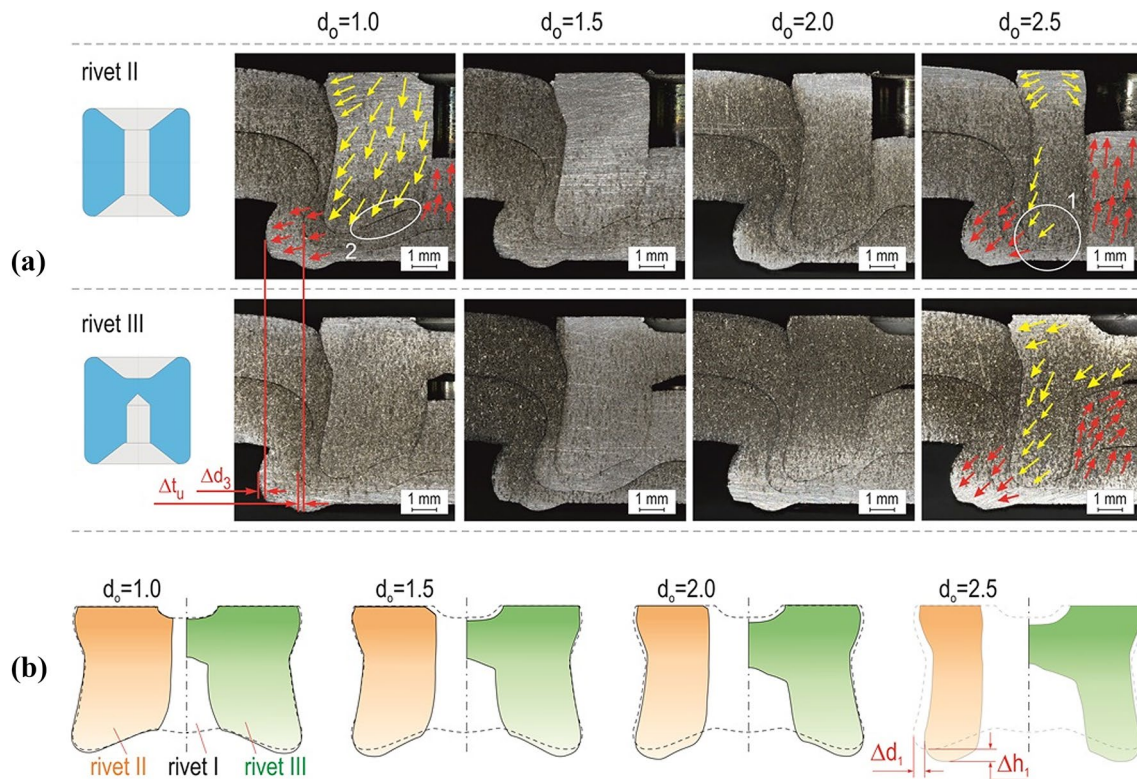 dₒ=1.0 dₒ=1.5 dₒ=2.0 dₒ=2.5
rivet II
(a)
2
1
1 mm 1 mm 1 mm 1 mm
rivet III
Δd₃
Δtᵤ
1 mm 1 mm 1 mm 1 mm
dₒ=1.0 dₒ=1.5 dₒ=2.0 dₒ=2.5
(b)
Δd₁ Δh₁
rivet II rivet I rivet III